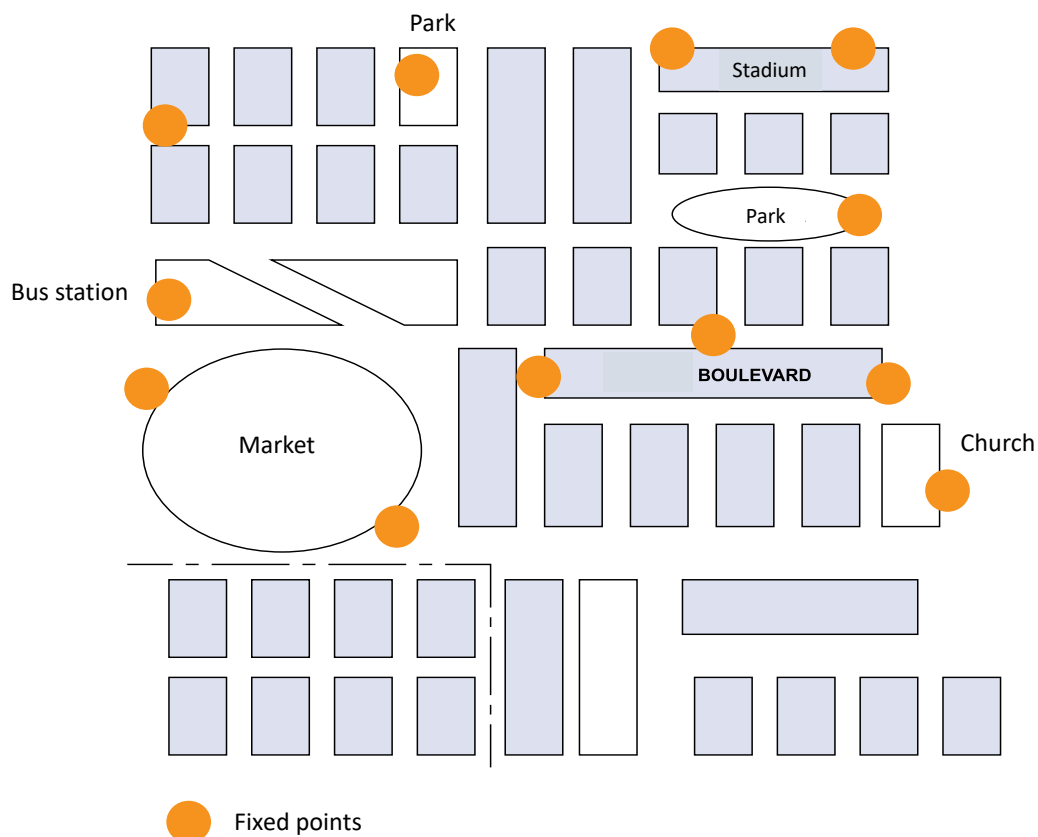 Park
Stadium
Park
Bus station
BOULEVARD
Market
Church
Fixed points